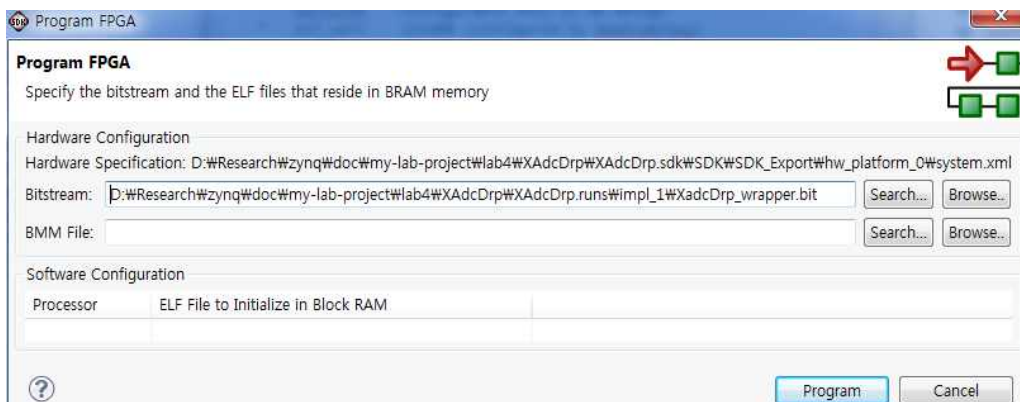 SDK Program FPGA
Program FPGA
Specify the bitstream and the ELF files that reside in BRAM memory
Hardware Configuration
Hardware Specification: D:₩Research₩zynq₩doc₩my-lab-project₩lab4₩XAdcDrp₩XAdcDrp.sdk₩SDK₩SDK_Export₩hw_platform_0₩system.xml
Bitstream: D:₩Research₩zynq₩doc₩my-lab-project₩lab4₩XAdcDrp₩XAdcDrp.runs₩impl_1₩XadcDrp_wrapper.bit Search... Browse..
BMM File: Search... Browse..
Software Configuration
Processor ELF File to Initialize in Block RAM
? Program Cancel